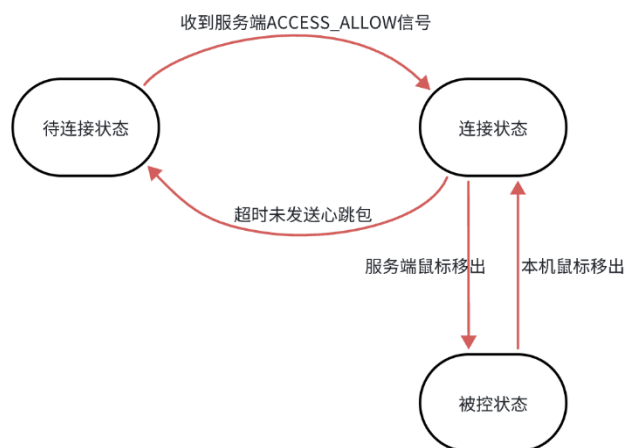 收到服务端ACCESS_ALLOW信号
待连接状态
连接状态
超时未发送心跳包
服务端鼠标移出
本机鼠标移出
被控状态